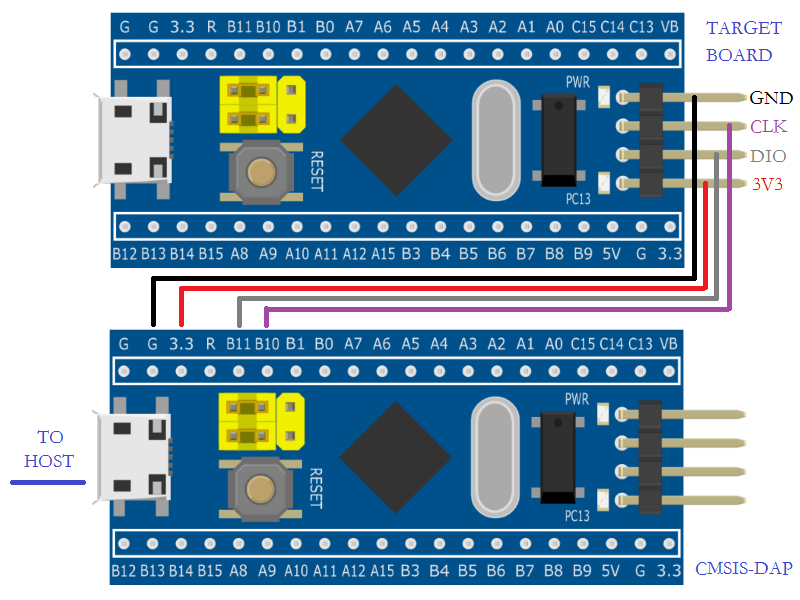 G G 3.3 R B11 B10 B1 B0 A7 A6 A5 A4 A3 A2 A1 A0 C15 C14 C13 VB
TARGET
BOARD
PWR
GND
CLK
RESET
DIO
3V3
PC13
B12 B13 B14 B15 A8 A9 A10 A11 A12 A15 B3 B4 B5 B6 B7 B8 B9 5V G 3.3
G G 3.3 R B11 B10 B1 B0 A7 A6 A5 A4 A3 A2 A1 A0 C15 C14 C13 VB
PWR
TO
HOST
RESET
PC13
B12 B13 B14 B15 A8 A9 A10 A11 A12 A15 B3 B4 B5 B6 B7 B8 B9 5V G 3.3
CMSIS-DAP